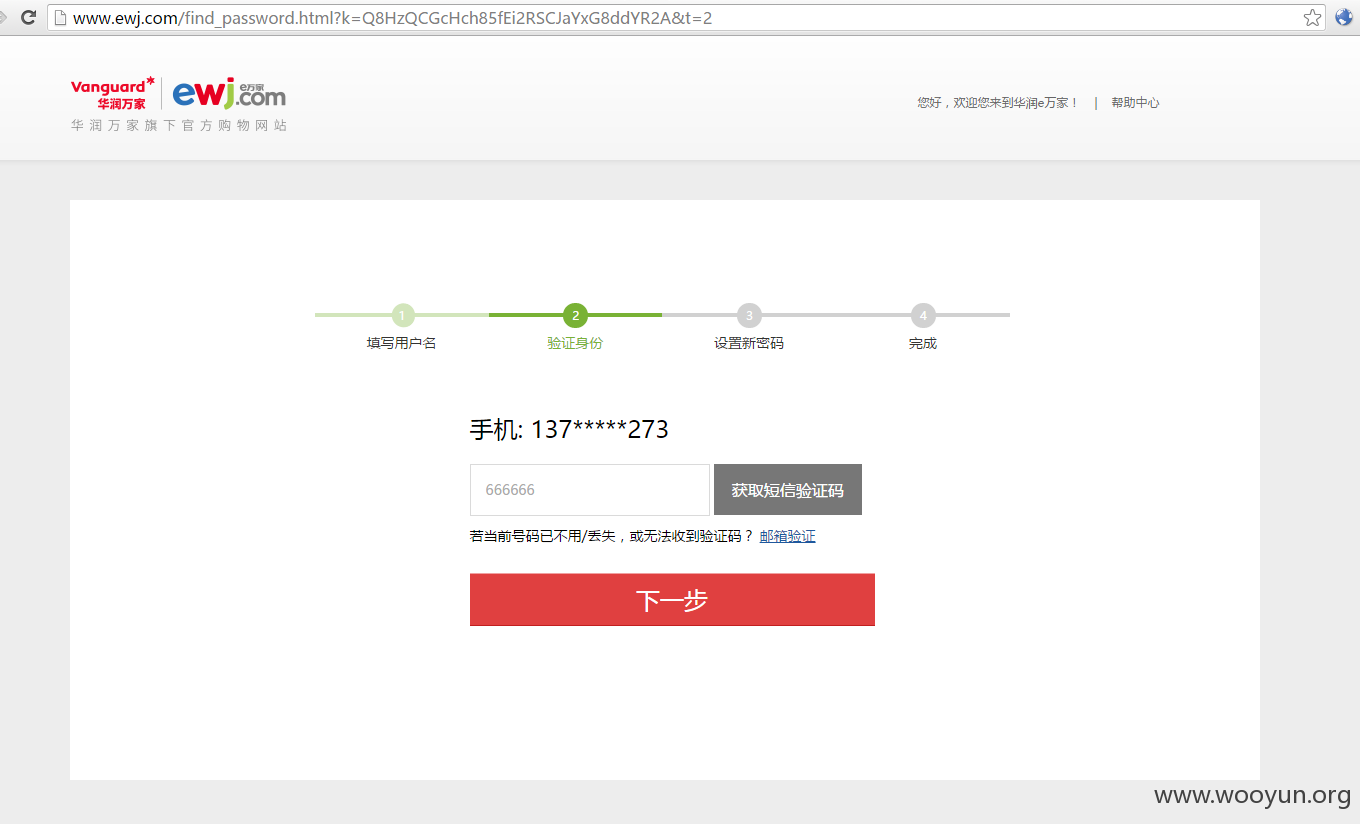 www.ewj.com/find_password.html?k=Q8HzQCGcHch85fEi2RSCJaYxG8ddYR2A&t=2
Vanguard 华润万家 ewj.com e万家
华润万家旗下官方购物网站
您好，欢迎您来到华润e万家！ | 帮助中心
1 2 3 4
填写用户名 验证身份 设置新密码 完成
手机: 137*****273
666666 获取短信验证码
若当前号码已不用/丢失，或无法收到验证码？ 邮箱验证
下一步
www.wooyun.org